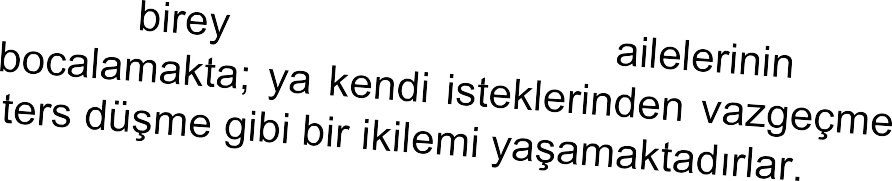 birey ailelerinin
bocalamakta; ya kendi isteklerinden vazgeçme
ters düşme gibi bir ikilemi yaşamaktadırlar.